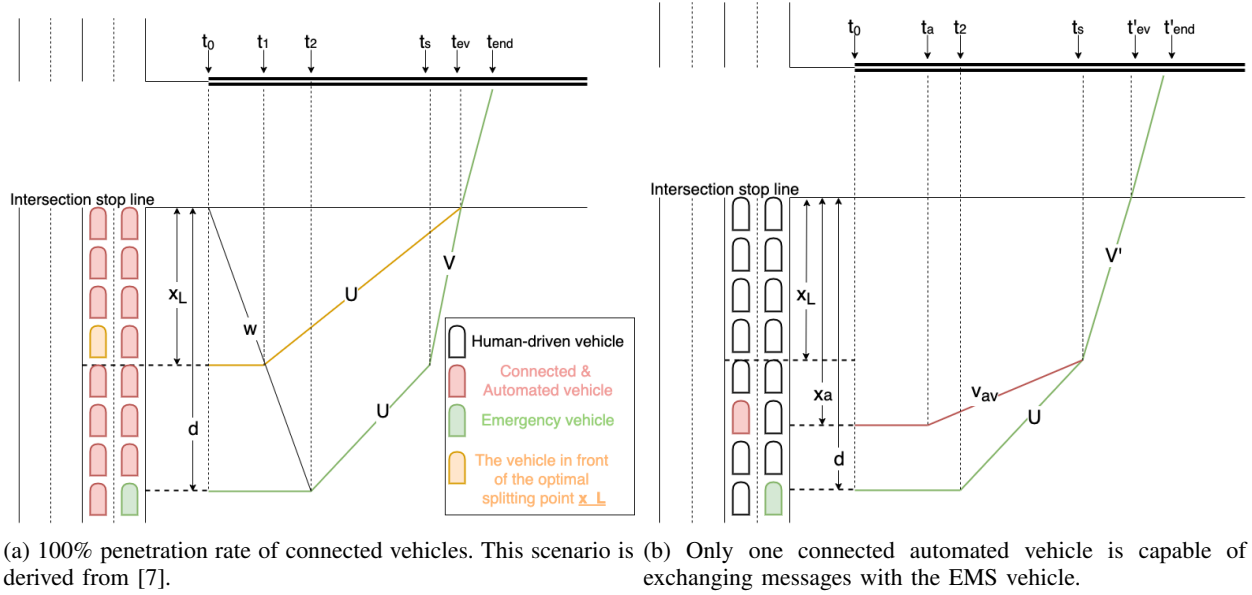 t0 t1 t2 ts tev tend
Intersection stop line
xL
U
V
w
d
U
Human-driven vehicle
Connected &
Automated vehicle
Emergency vehicle
The vehicle in front
of the optimal
splitting point x_L
(a) 100% penetration rate of connected vehicles. This scenario is
derived from [7].
t0 ta t2 ts t'ev t'end
Intersection stop line
V'
xL
xa
vav
U
d
(b) Only one connected automated vehicle is capable of
exchanging messages with the EMS vehicle.